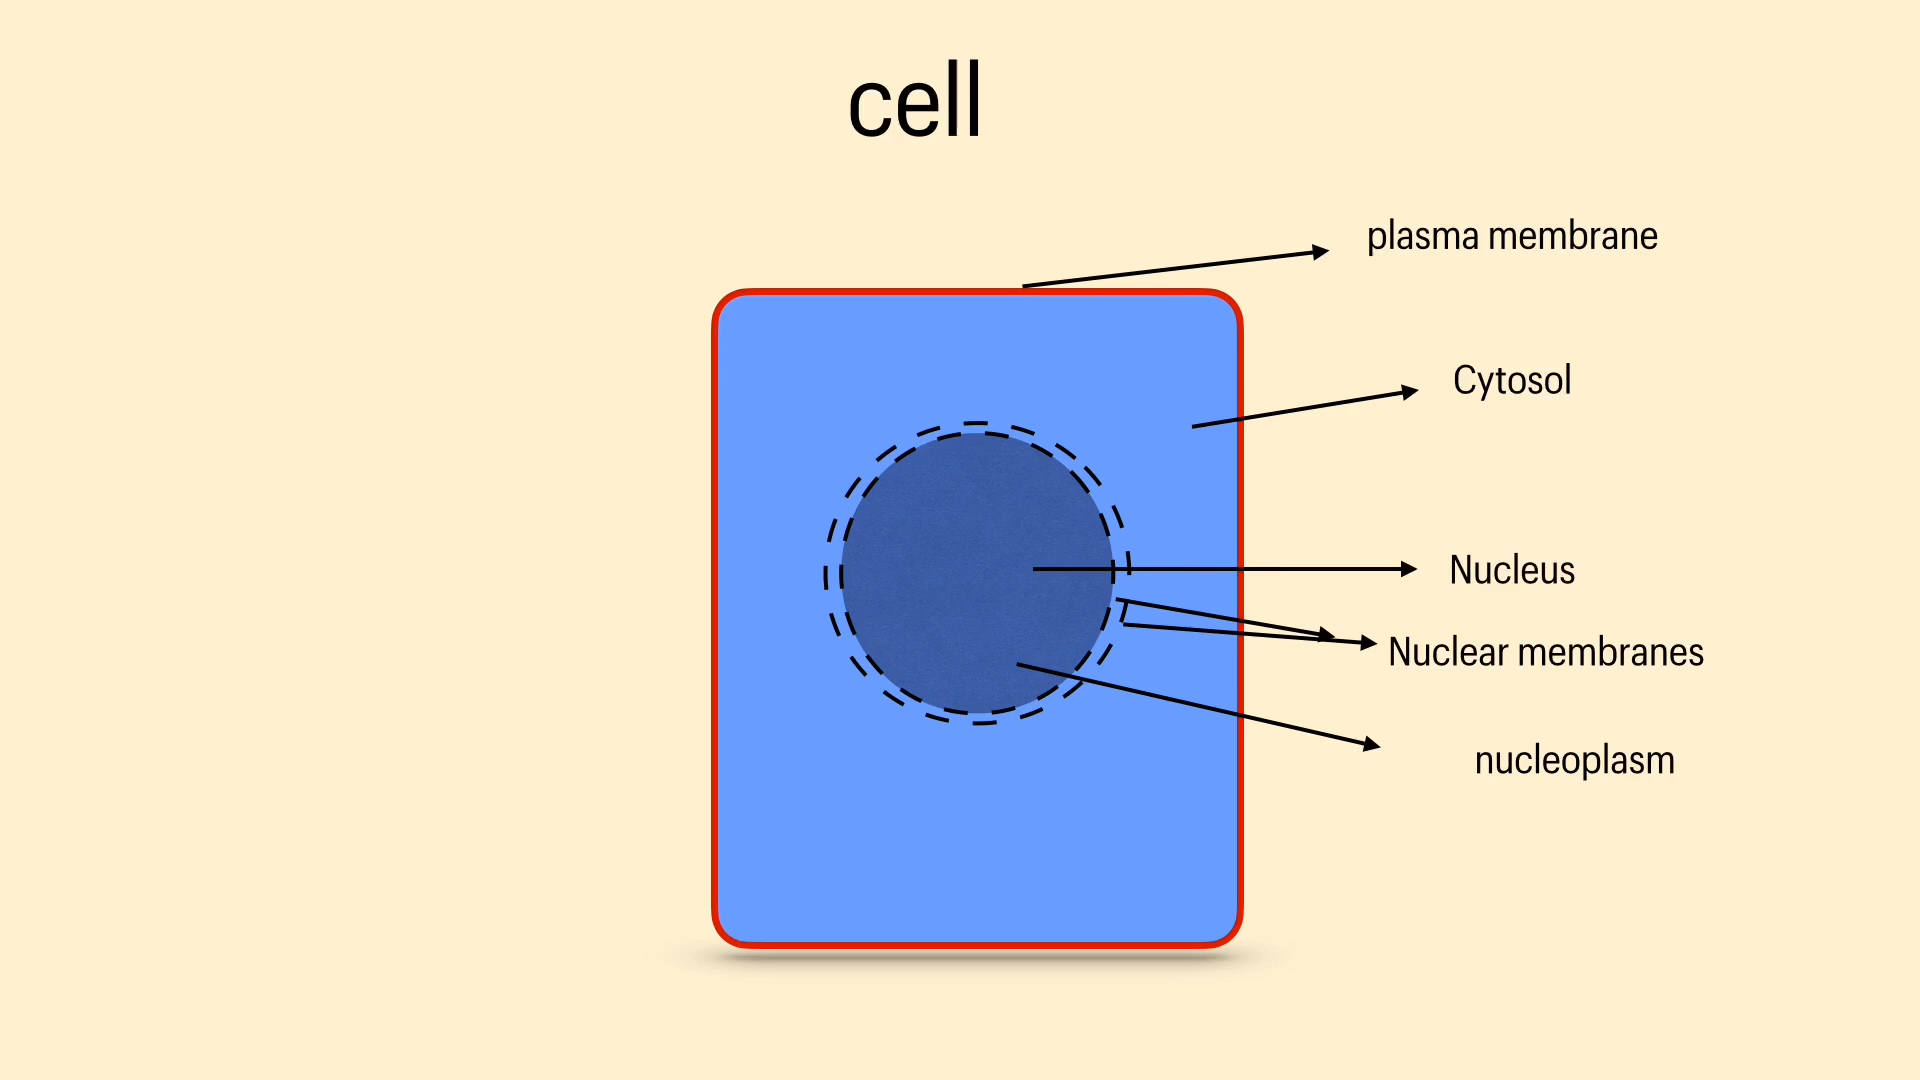 cell
plasma membrane
Cytosol
Nucleus
Nuclear membranes
nucleoplasm